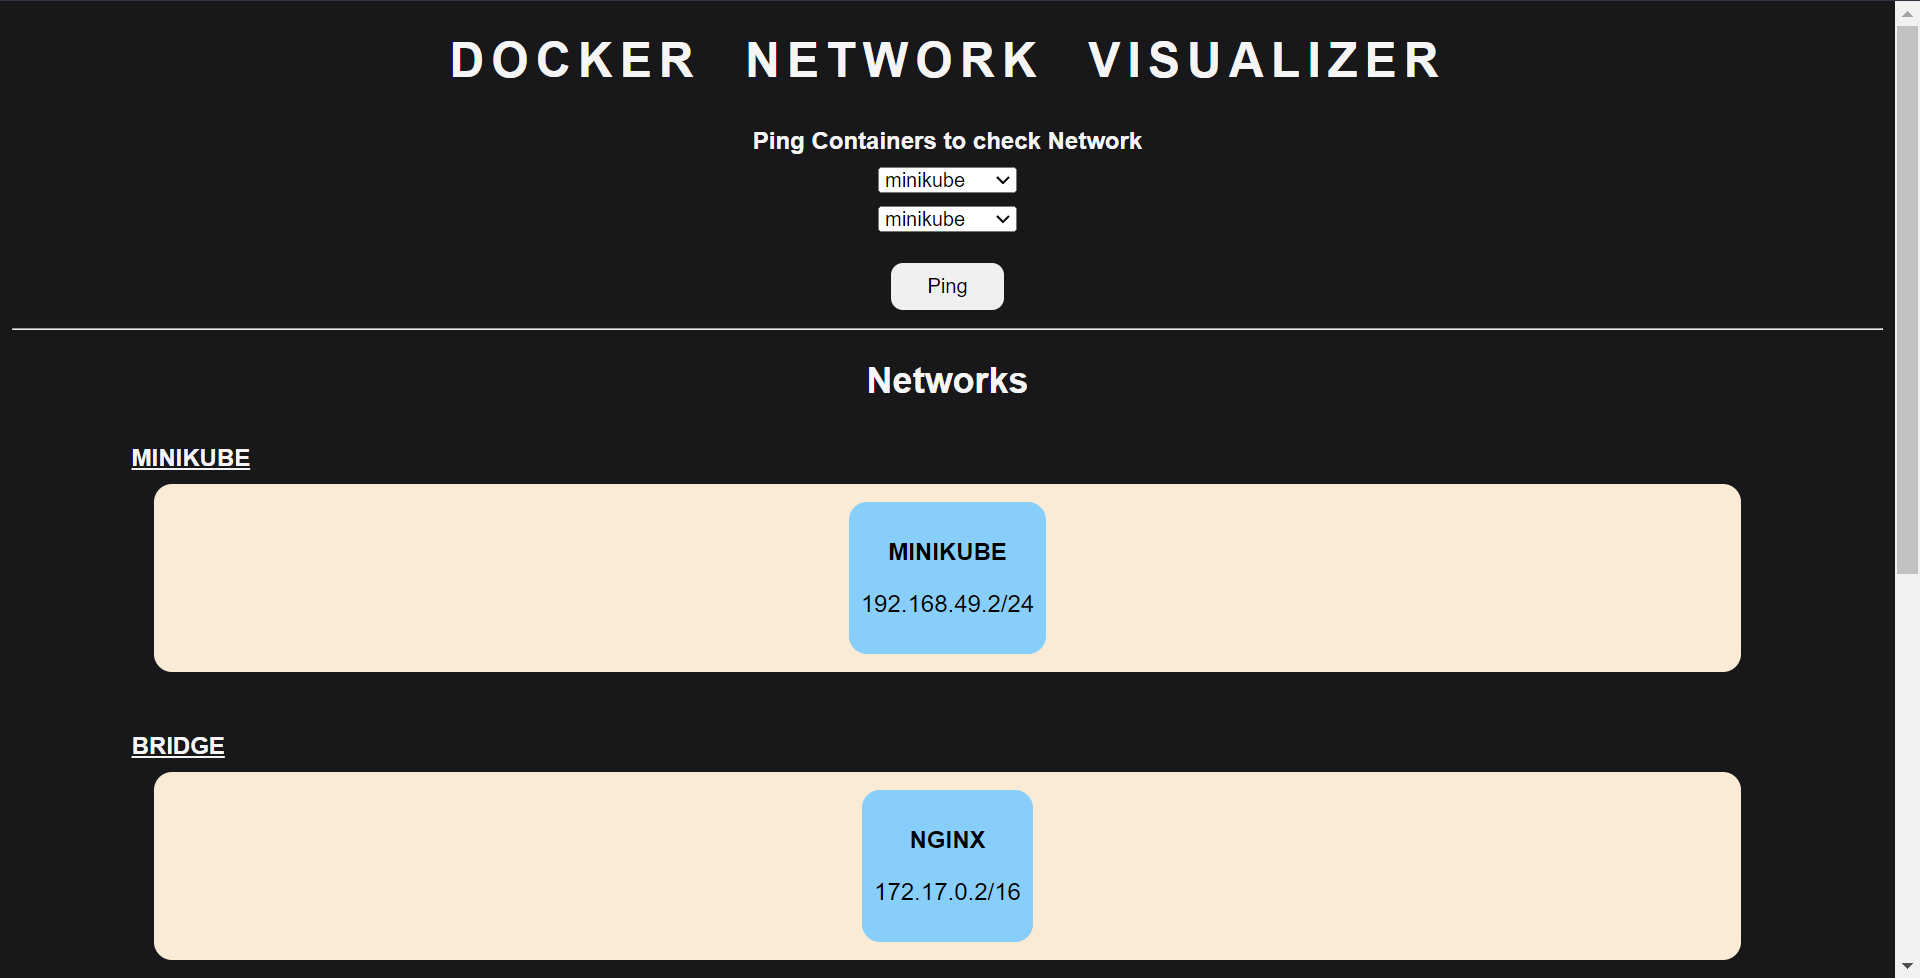 DOCKER NETWORK VISUALIZER
Ping Containers to check Network
minikube
minikube
Ping
Networks
MINIKUBE
MINIKUBE
192.168.49.2/24
BRIDGE
NGINX
172.17.0.2/16